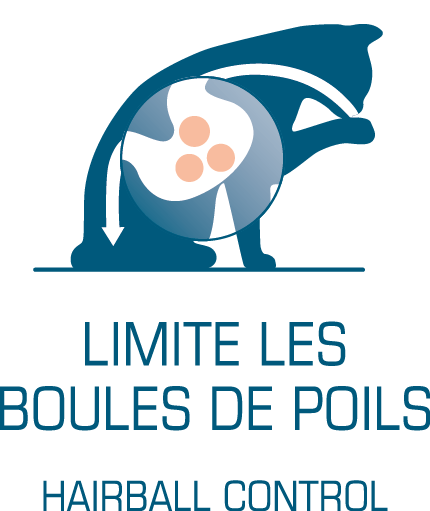 LIMITE LES
BOULES DE POILS
HAIRBALL CONTROL